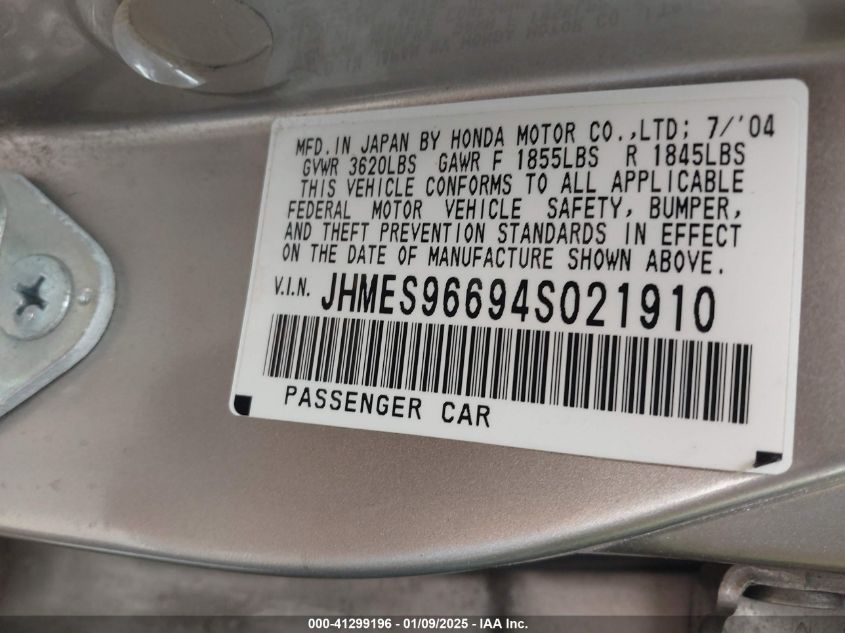 MFD. IN JAPAN BY HONDA MOTOR CO.,LTD; 7/'04
GVWR 3620LBS GAWR F 1855LBS R 1845LBS
THIS VEHICLE CONFORMS TO ALL APPLICABLE
FEDERAL MOTOR VEHICLE SAFETY, BUMPER,
AND THEFT PREVENTION STANDARDS IN EFFECT
ON THE DATE OF MANUFACTURE SHOWN ABOVE.
V.I.N. JHMES96694S021910
PASSENGER CAR
000-41299196 - 01/09/2025 - IAA Inc.